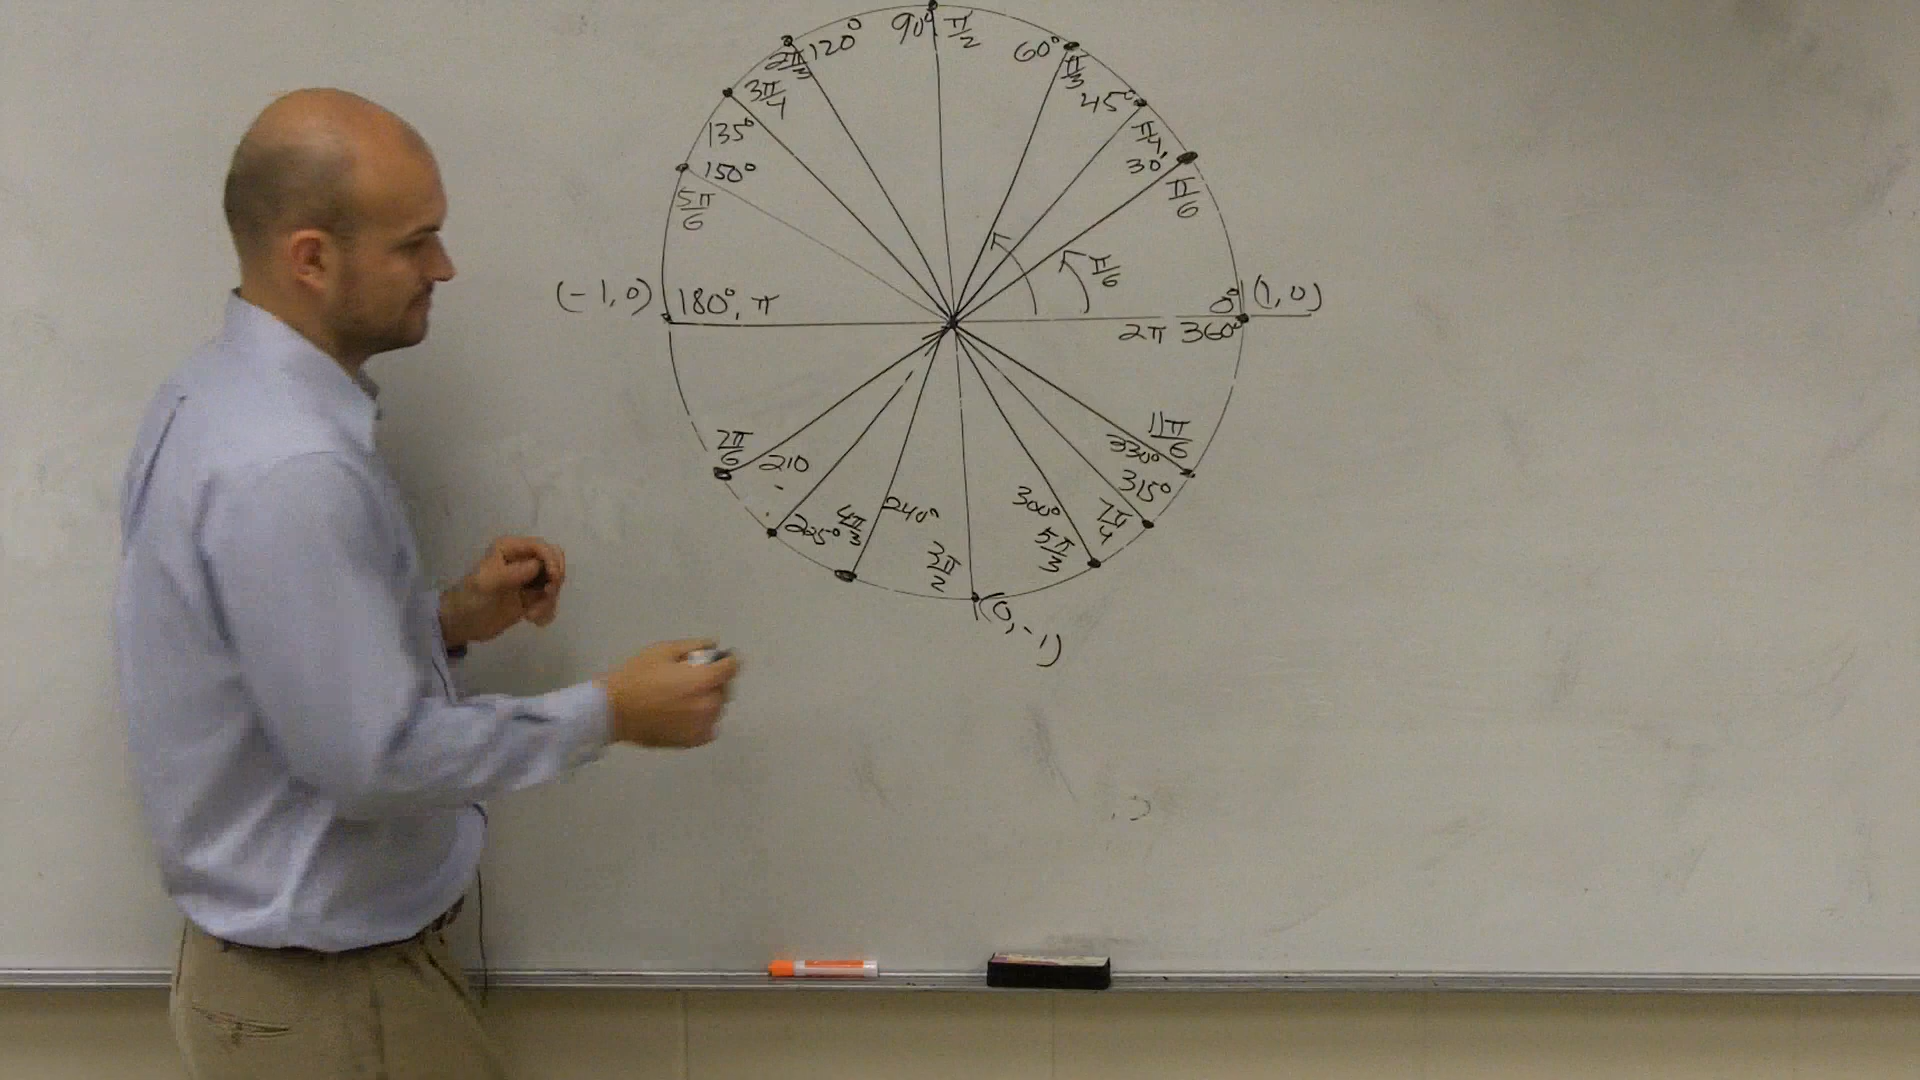 90° π/2
120° 2π/3
60° π/3
3π/4
135°
45° π/4
150°
5π/6
30° π/6
π/6
(-1,0) 180°, π
0° (1,0)
2π 360°
7π/6 210
11π/6
330°
315°
7π/4
225° 4π/3 240°
300°
5π/3
3π/2
(0,-1)